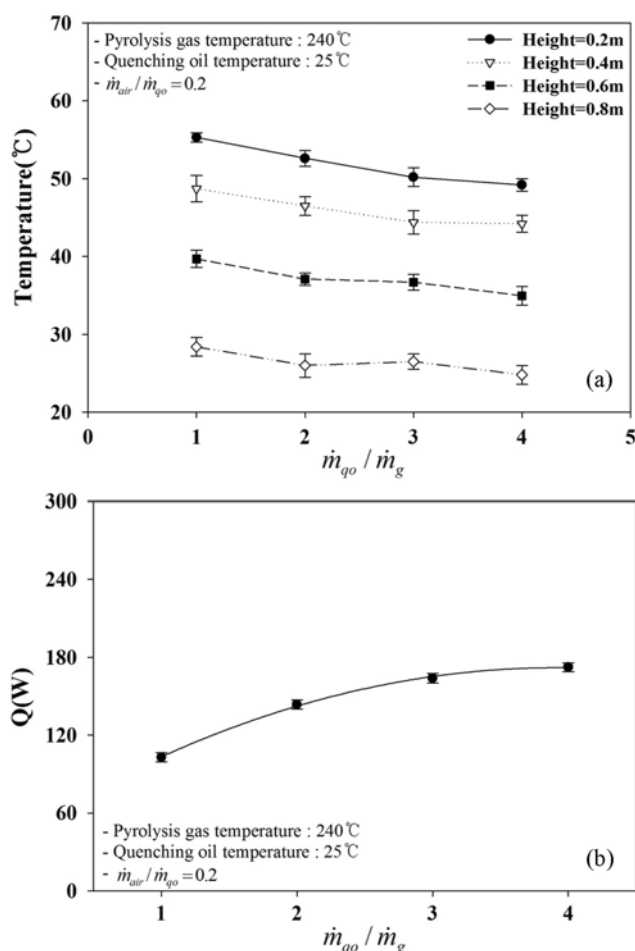 70
60
50
40
30
20
Temperature(℃)
- Pyrolysis gas temperature : 240℃
- Quenching oil temperature : 25℃
- ṁair/ṁqo = 0.2
Height=0.2m
Height=0.4m
Height=0.6m
Height=0.8m
(a)
0 1 2 3 4 5
ṁqo / ṁg
300
240
180
120
60
0
Q(W)
- Pyrolysis gas temperature : 240℃
- Quenching oil temperature : 25℃
- ṁair/ṁqo = 0.2
(b)
1 2 3 4
ṁqo / ṁg